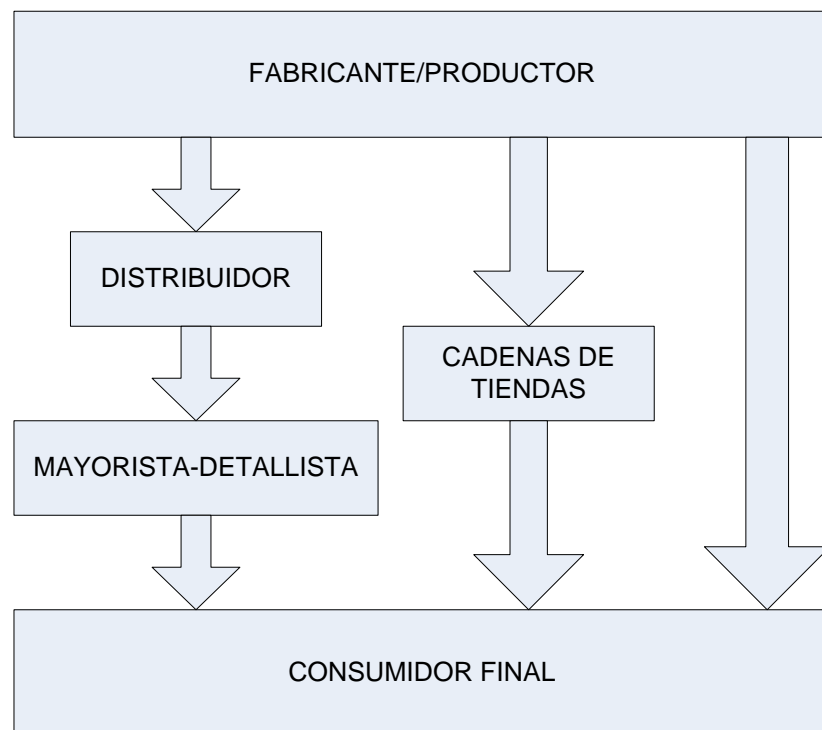 FABRICANTE/PRODUCTOR
DISTRIBUIDOR
CADENAS DE
TIENDAS
MAYORISTA-DETALLISTA
CONSUMIDOR FINAL